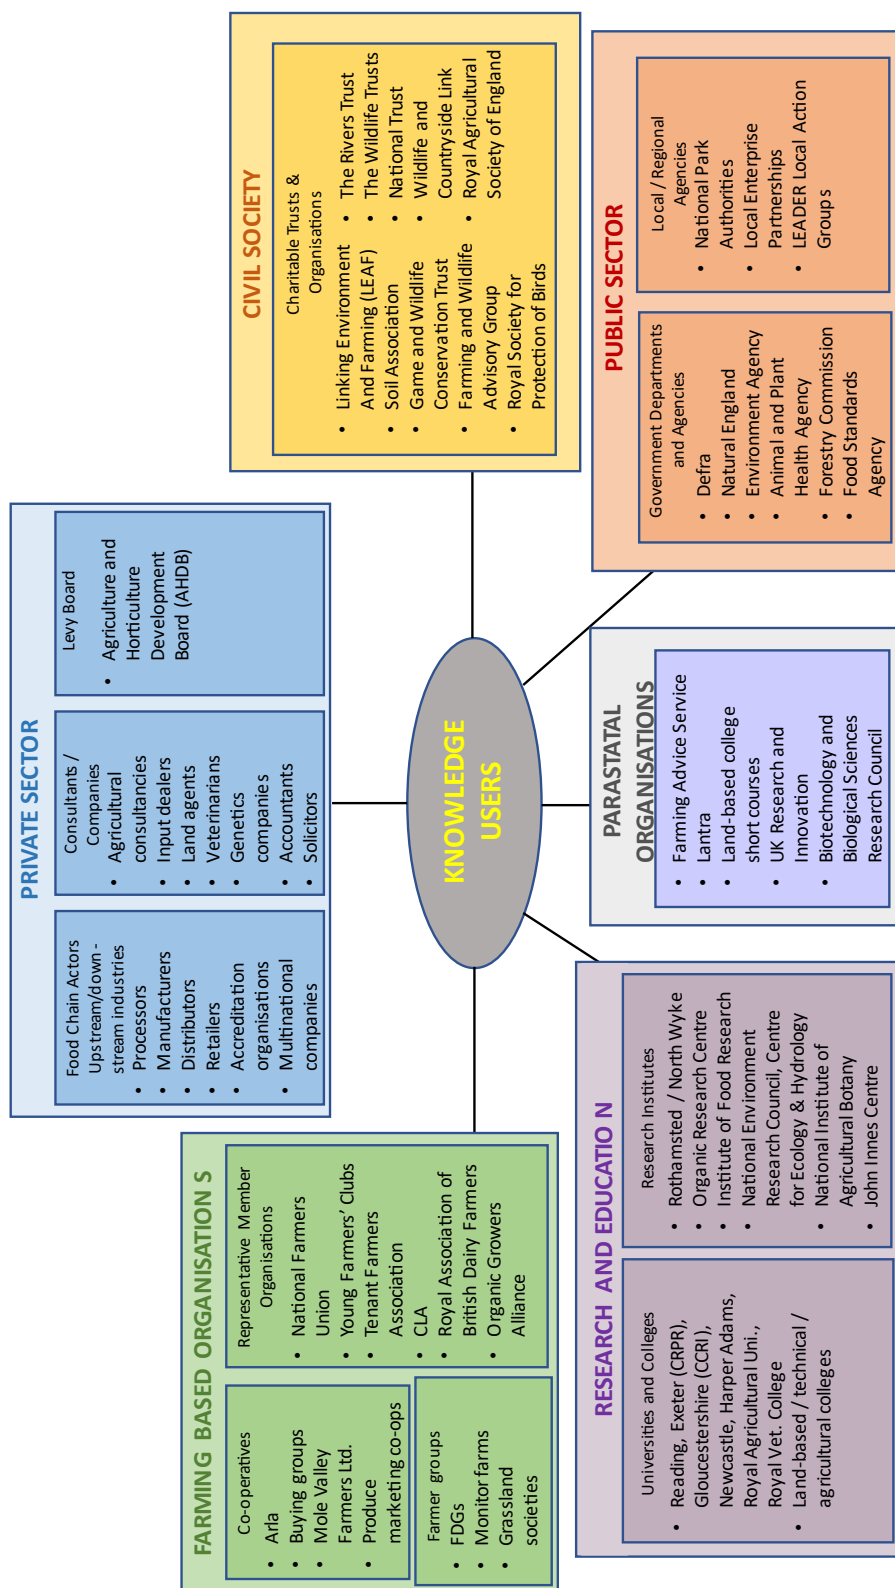 PRIVATE SECTOR
Food Chain Actors
Upstream/down-
stream industries
• Processors
• Manufacturers
• Distributors
• Retailers
• Accreditation
organisations
• Multinational
companies
Consultants /
Companies
• Agricultural
consultancies
• Input dealers
• Land agents
• Veterinarians
• Genetics
companies
• Accountants
• Solicitors
Levy Board
• Agriculture and
Horticulture
Development
Board (AHDB)
FARMING BASED ORGANISATION S
Co-operatives
• Arla
• Buying groups
• Mole Valley
Farmers Ltd.
• Produce
marketing co-ops
Farmer groups
• FDGs
• Monitor farms
• Grassland
societies
Representative Member
Organisations
• National Farmers
Union
• Young Farmers’ Clubs
• Tenant Farmers
Association
• CLA
• Royal Association of
British Dairy Farmers
• Organic Growers
Alliance
KNOWLEDGE
USERS
CIVIL SOCIETY
Charitable Trusts &
Organisations
• Linking Environment
And Farming (LEAF)
• Soil Association
• Game and Wildlife
Conservation Trust
• Farming and Wildlife
Advisory Group
• Royal Society for
Protection of Birds
• The Rivers Trust
• The Wildlife Trusts
• National Trust
• Wildlife and
Countryside Link
• Royal Agricultural
Society of England
RESEARCH AND EDUCATIO N
Universities and Colleges
• Reading, Exeter (CRPR),
Gloucestershire (CCRI),
Newcastle, Harper Adams,
Royal Agricultural Uni.,
Royal Vet. College
• Land-based / technical /
agricultural colleges
Research Institutes
• Rothamsted / North Wyke
• Organic Research Centre
• Institute of Food Research
• National Environment
Research Council, Centre
for Ecology & Hydrology
• National Institute of
Agricultural Botany
• John Innes Centre
PARASTATAL
ORGANISATIONS
• Farming Advice Service
• Lantra
• Land-based college
short courses
• UK Research and
Innovation
• Biotechnology and
Biological Sciences
Research Council
PUBLIC SECTOR
Government Departments
and Agencies
• Defra
• Natural England
• Environment Agency
• Animal and Plant
Health Agency
• Forestry Commission
• Food Standards
Agency
Local / Regional
Agencies
• National Park
Authorities
• Local Enterprise
Partnerships
• LEADER Local Action
Groups